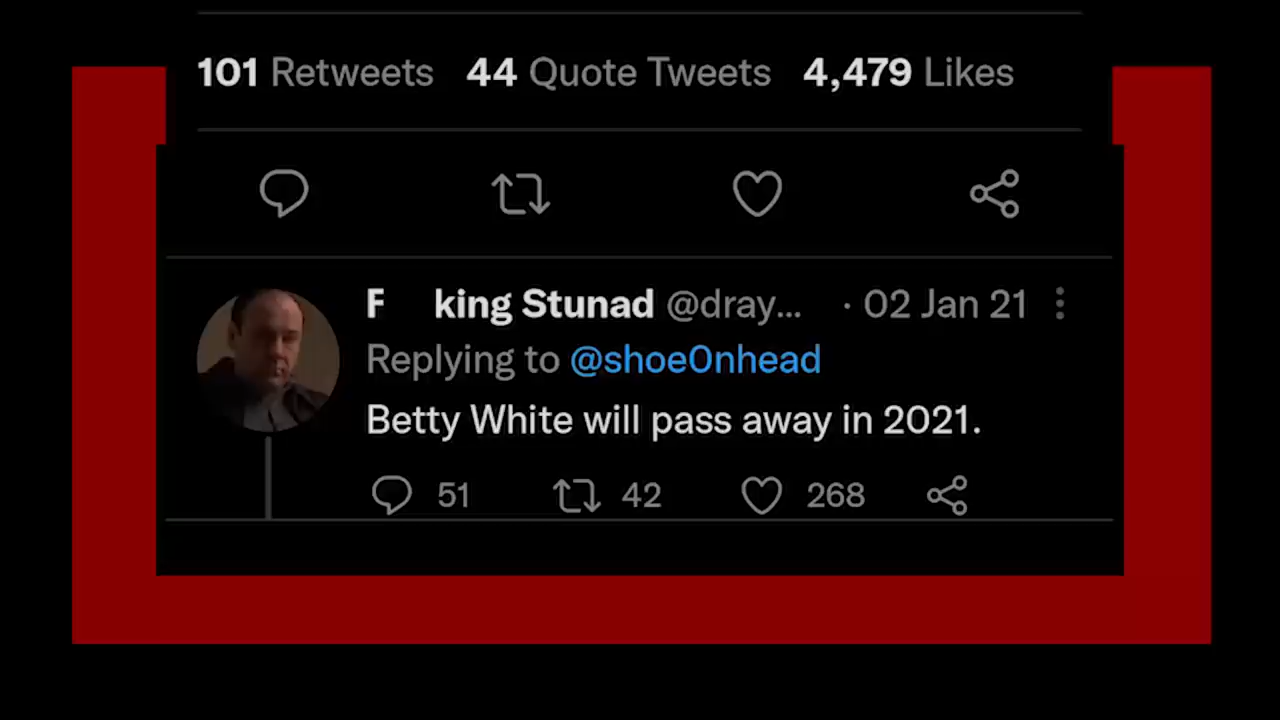 101 Retweets 44 Quote Tweets 4,479 Likes
F king Stunad @dray... · 02 Jan 21
Replying to @shoe0nhead
Betty White will pass away in 2021.
51 42 268